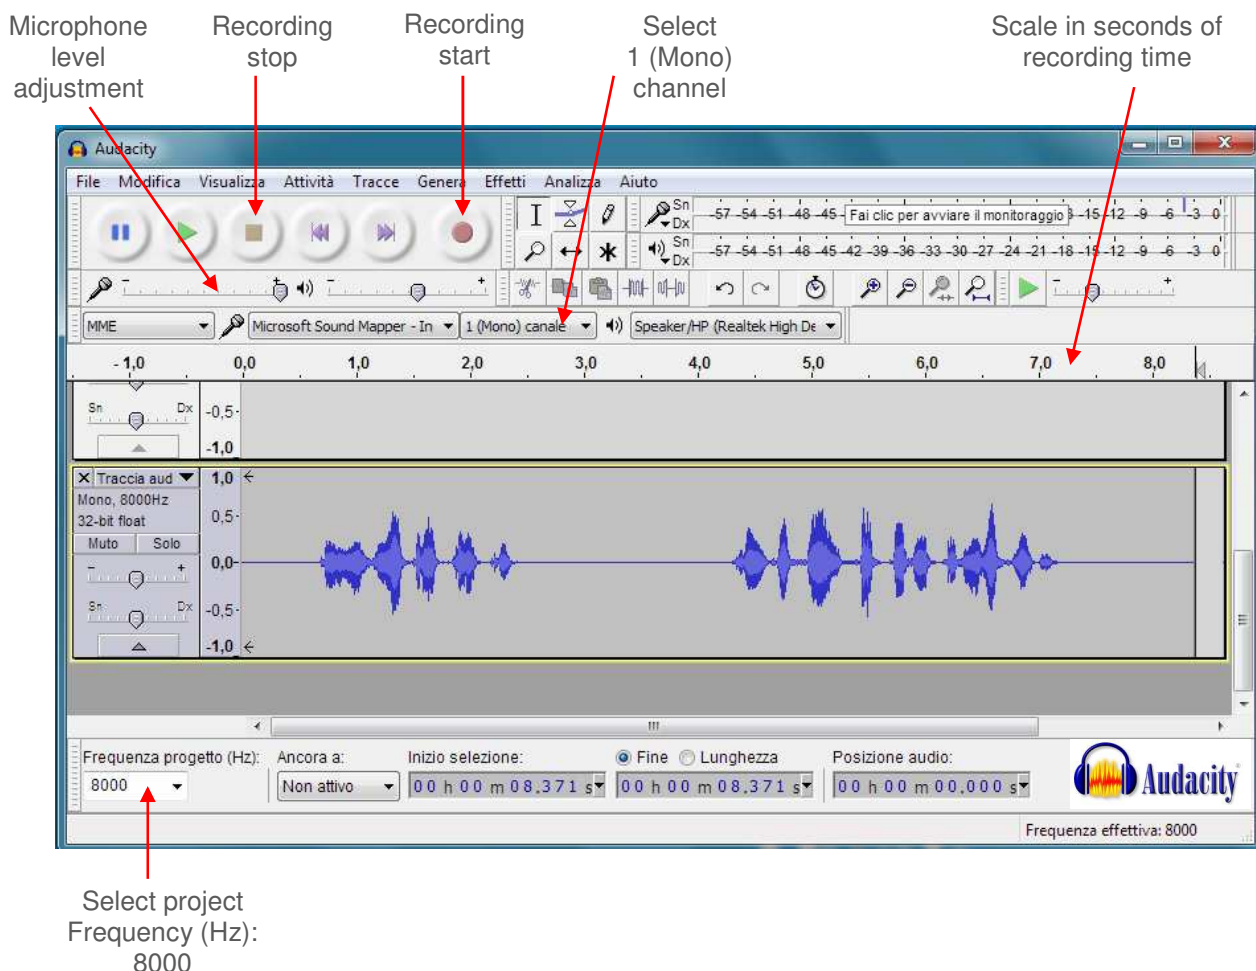 Microphone
level
adjustment
Recording
stop
Recording
start
Select
1 (Mono)
channel
Scale in seconds of
recording time
Audacity
File Modifica Visualizza Attività Tracce Genera Effetti Analizza Aiuto
Sn
Dx
-57 -54 -51 -48 -45 - Fai clic per avviare il monitoraggio -15 -12 -9 -6 -3 0
Sn
Dx
-57 -54 -51 -48 -45 -42 -39 -36 -33 -30 -27 -24 -21 -18 -15 -12 -9 -6 -3 0
- + - + - +
MME Microsoft Sound Mapper - In 1 (Mono) canale Speaker/HP (Realtek High De
- 1,0 0,0 1,0 2,0 3,0 4,0 5,0 6,0 7,0 8,0
Sn Dx -0,5
-1,0
X Traccia aud 1,0
Mono, 8000Hz
32-bit float 0,5
Muto Solo
- + 0,0
Sn Dx -0,5
-1,0
Frequenza progetto (Hz): Ancora a: Inizio selezione: Fine Lunghezza Posizione audio:
8000 Non attivo 00 h 00 m 08.371 s 00 h 00 m 08.371 s 00 h 00 m 00.000 s
Audacity
Frequenza effettiva: 8000
Select project
Frequency (Hz):
8000